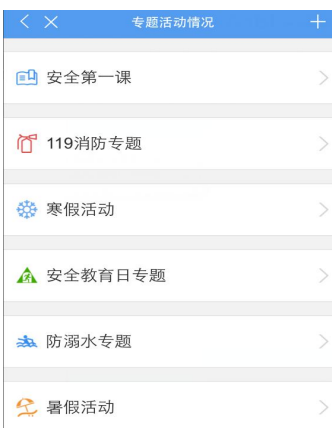 专题活动情况
安全第一课
119消防专题
寒假活动
安全教育日专题
防溺水专题
暑假活动